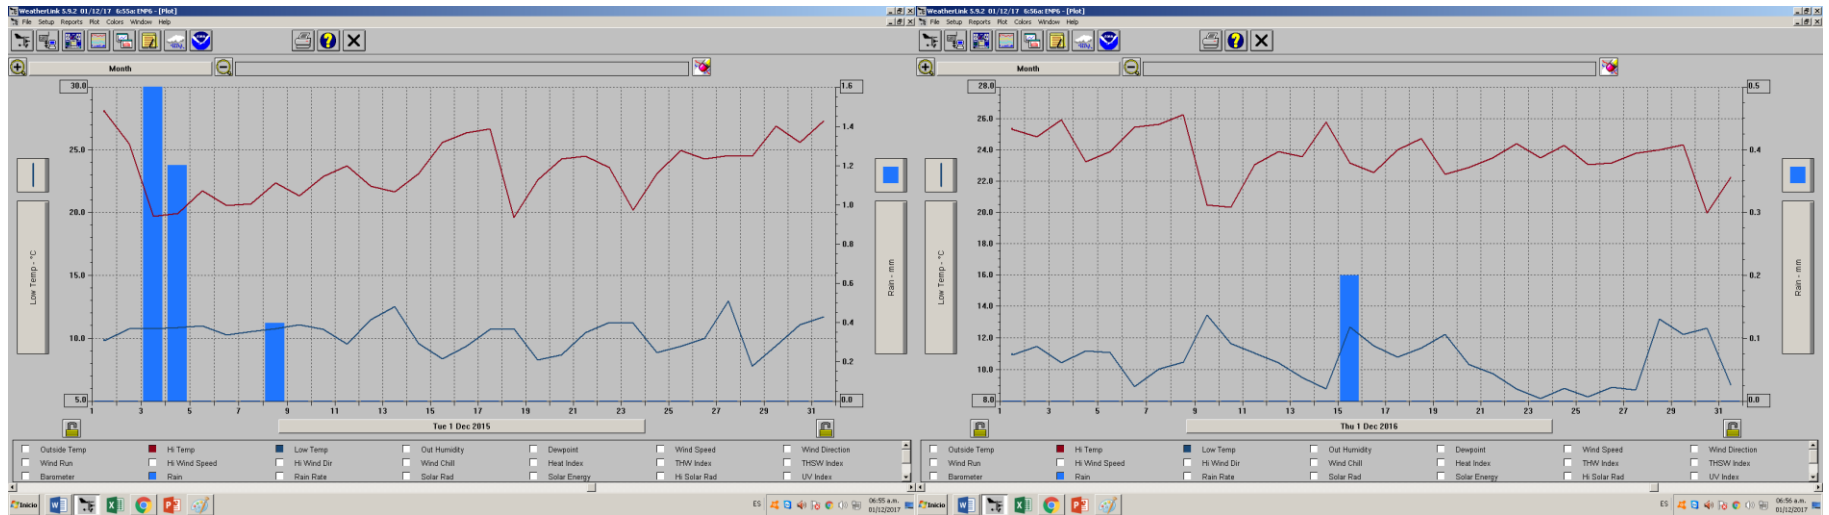 WeatherLink 5.9.2 01/12/17 6:55a: EMP6 - [Plot]
File Setup Reports Plot Colors Window Help
Month
30.0
25.0
20.0
15.0
10.0
5.0
1.6
1.4
1.2
1.0
0.8
0.6
0.4
0.2
0.0
Low Temp - °C
Rain - mm
1 3 5 7 9 11 13 15 17 19 21 23 25 27 29 31
Tue 1 Dec 2015
Outside Temp Hi Temp Low Temp Out Humidity Dewpoint Wind Speed Wind Direction
Wind Run Hi Wind Speed Hi Wind Dir Wind Chill Heat Index THW Index THSW Index
Barometer Rain Rain Rate Solar Rad Solar Energy Hi Solar Rad UV Index
Inicio
ES
06:55 a.m.
01/12/2017
WeatherLink 5.9.2 01/12/17 6:56a: EMP6 - [Plot]
File Setup Reports Plot Colors Window Help
Month
28.0
26.0
24.0
22.0
20.0
18.0
16.0
14.0
12.0
10.0
8.0
0.5
0.4
0.3
0.2
0.1
0.0
Low Temp - °C
Rain - mm
1 3 5 7 9 11 13 15 17 19 21 23 25 27 29 31
Thu 1 Dec 2016
Outside Temp Hi Temp Low Temp Out Humidity Dewpoint Wind Speed Wind Direction
Wind Run Hi Wind Speed Hi Wind Dir Wind Chill Heat Index THW Index THSW Index
Barometer Rain Rain Rate Solar Rad Solar Energy Hi Solar Rad UV Index
Inicio
ES
06:56 a.m.
01/12/2017